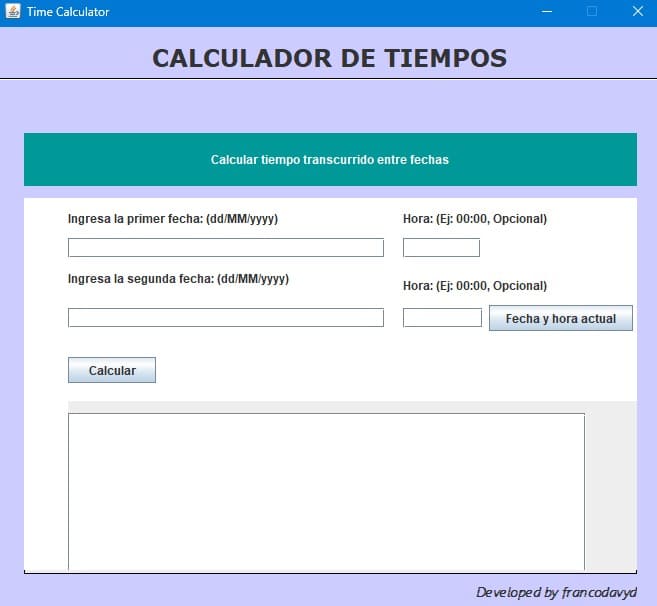 Time Calculator
CALCULADOR DE TIEMPOS
Calcular tiempo transcurrido entre fechas
Ingresa la primer fecha: (dd/MM/yyyy)
Hora: (Ej: 00:00, Opcional)
Ingresa la segunda fecha: (dd/MM/yyyy)
Hora: (Ej: 00:00, Opcional)
Fecha y hora actual
Calcular
Developed by francodavyd